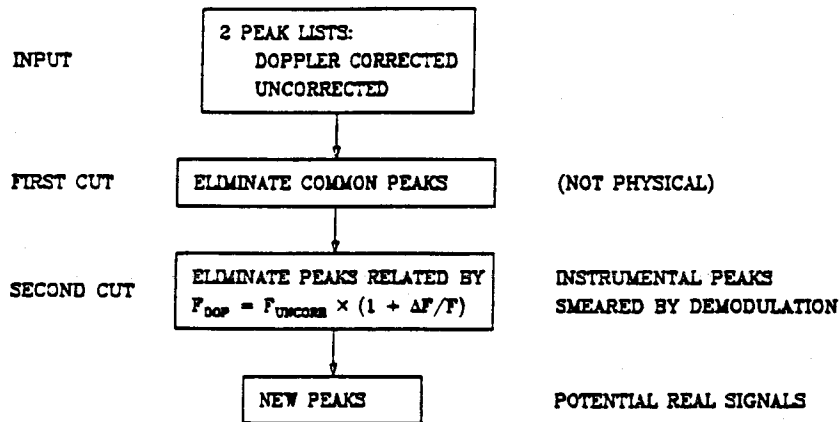 2 PEAK LISTS:
INPUT
DOPPLER CORRECTED
UNCORRECTED
FIRST CUT
ELIMINATE COMMON PEAKS
(NOT PHYSICAL)
SECOND CUT
ELIMINATE PEAKS RELATED BY
F_DOP = F_UNCORR × (1 + ΔF/F)
INSTRUMENTAL PEAKS
SMEARED BY DEMODULATION
NEW PEAKS
POTENTIAL REAL SIGNALS